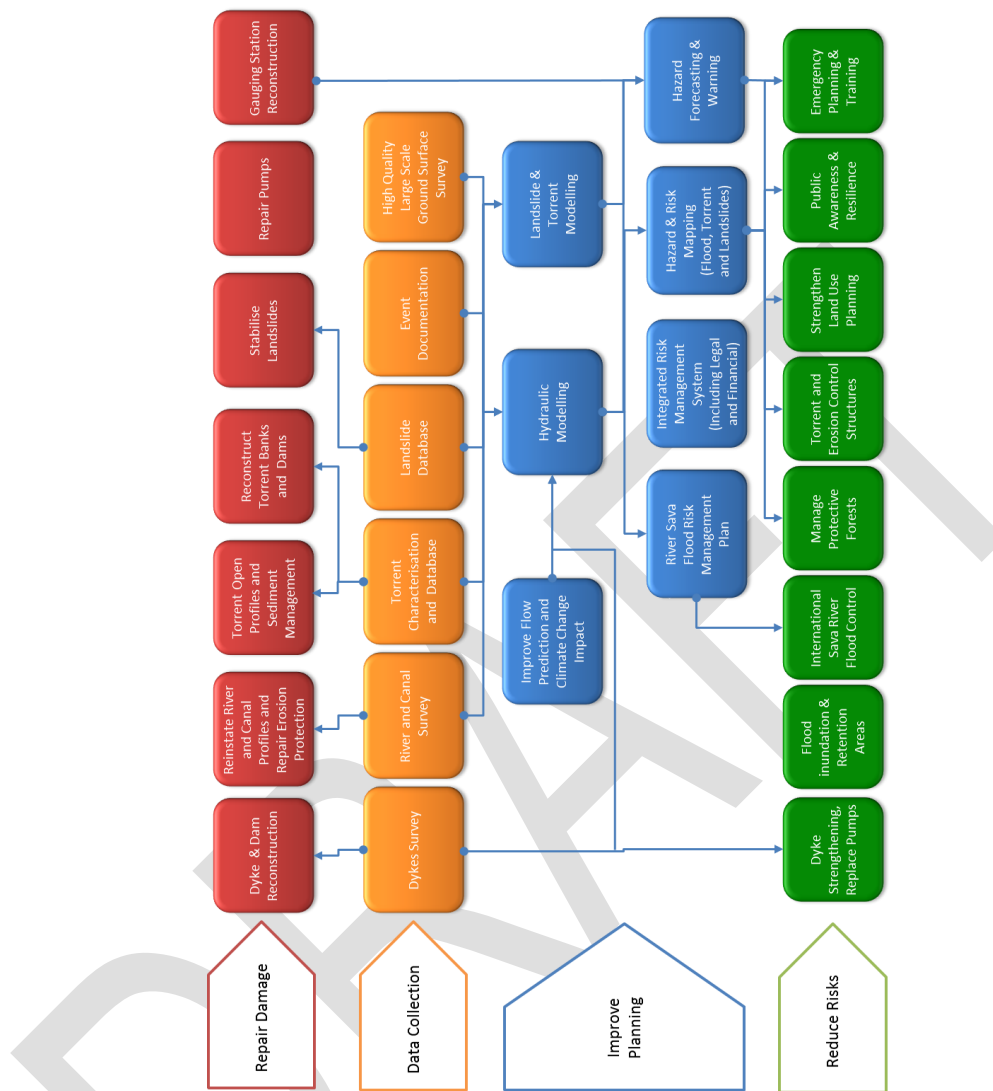 Repair Damage
Dyke & Dam
Reconstruction
Reinstate River
and Canal
Profiles and
Repair Erosion
Protection
Torrent Open
Profiles and
Sediment
Management
Reconstruct
Torrent Banks
and Dams
Stabilise
Landslides
Repair Pumps
Gauging Station
Reconstruction
Data Collection
Dykes Survey
River and Canal
Survey
Torrent
Characterisation
and Database
Landslide
Database
Event
Documentation
High Quality
Large Scale
Ground Surface
Survey
Improve
Planning
Improve Flow
Prediction and
Climate Change
Impact
Hydraulic
Modelling
Landslide &
Torrent
Modelling
River Sava
Flood Risk
Management
Plan
Integrated Risk
Management
System
(Including Legal
and Financial)
Hazard & Risk
Mapping
(Flood, Torrent
and Landslides)
Hazard
Forecasting &
Warning
Reduce Risks
Dyke
Strengthening,
Replace Pumps
Flood
inundation &
Retention
Areas
International
Sava River
Flood Control
Manage
Protective
Forests
Torrent and
Erosion Control
Structures
Strengthen
Land Use
Planning
Public
Awareness &
Resilience
Emergency
Planning &
Training
DRAFT